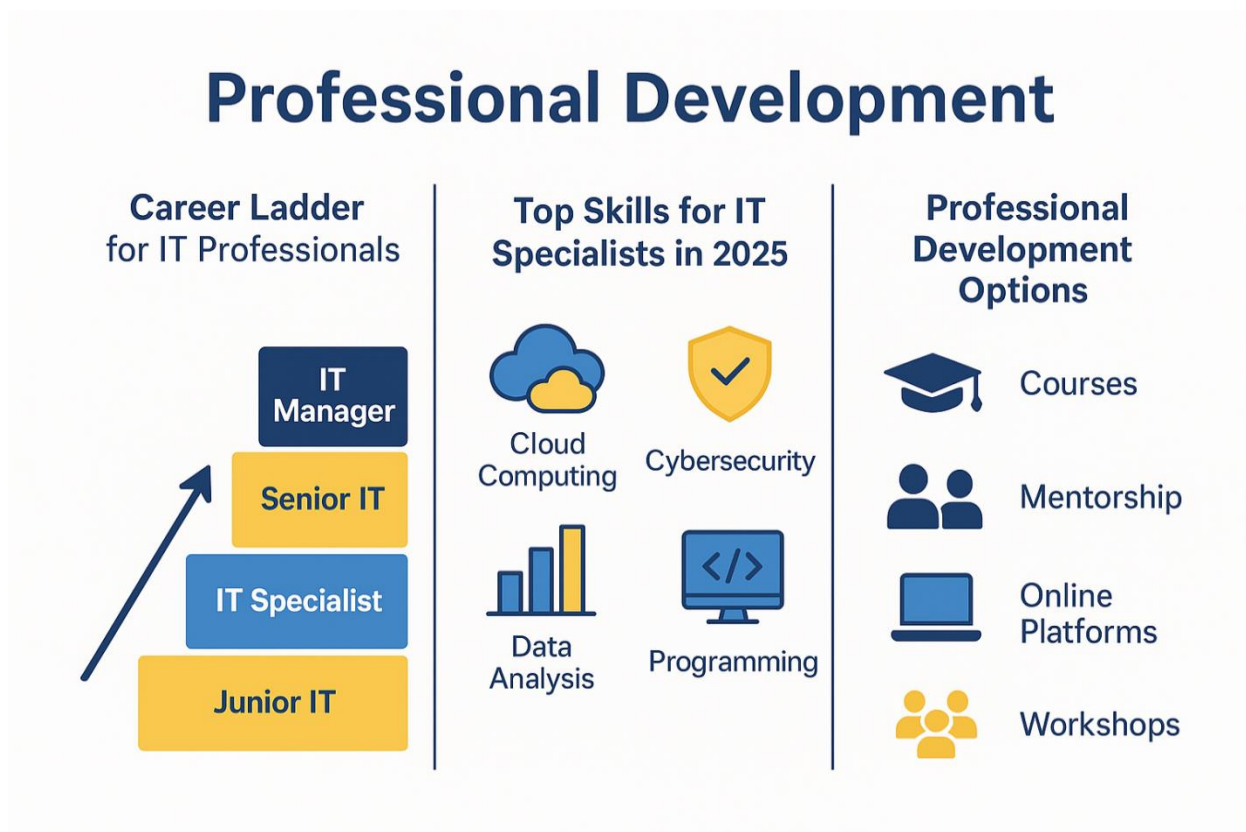 Professional Development
Career Ladder
for IT Professionals
IT
Manager
Senior IT
IT Specialist
Junior IT
Top Skills for IT
Specialists in 2025
Cloud
Computing
Cybersecurity
</>
Data
Analysis
Programming
Professional
Development
Options
Courses
Mentorship
Online
Platforms
Workshops